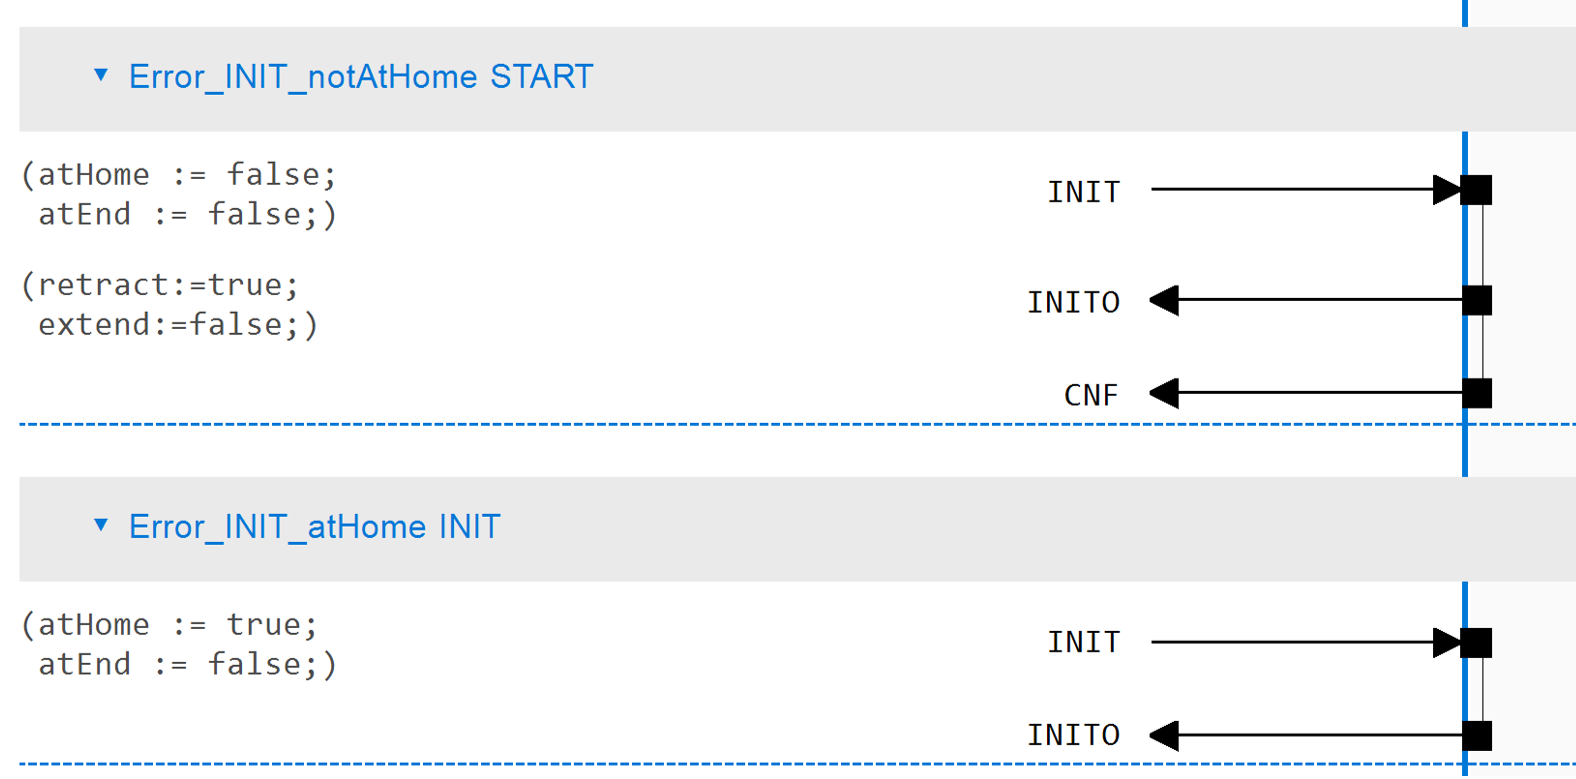 Error_INIT_notAtHome START
(atHome := false;
atEnd := false;)
INIT
(retract:=true;
extend:=false;)
INITO
CNF
Error_INIT_atHome INIT
(atHome := true;
atEnd := false;)
INIT
INITO